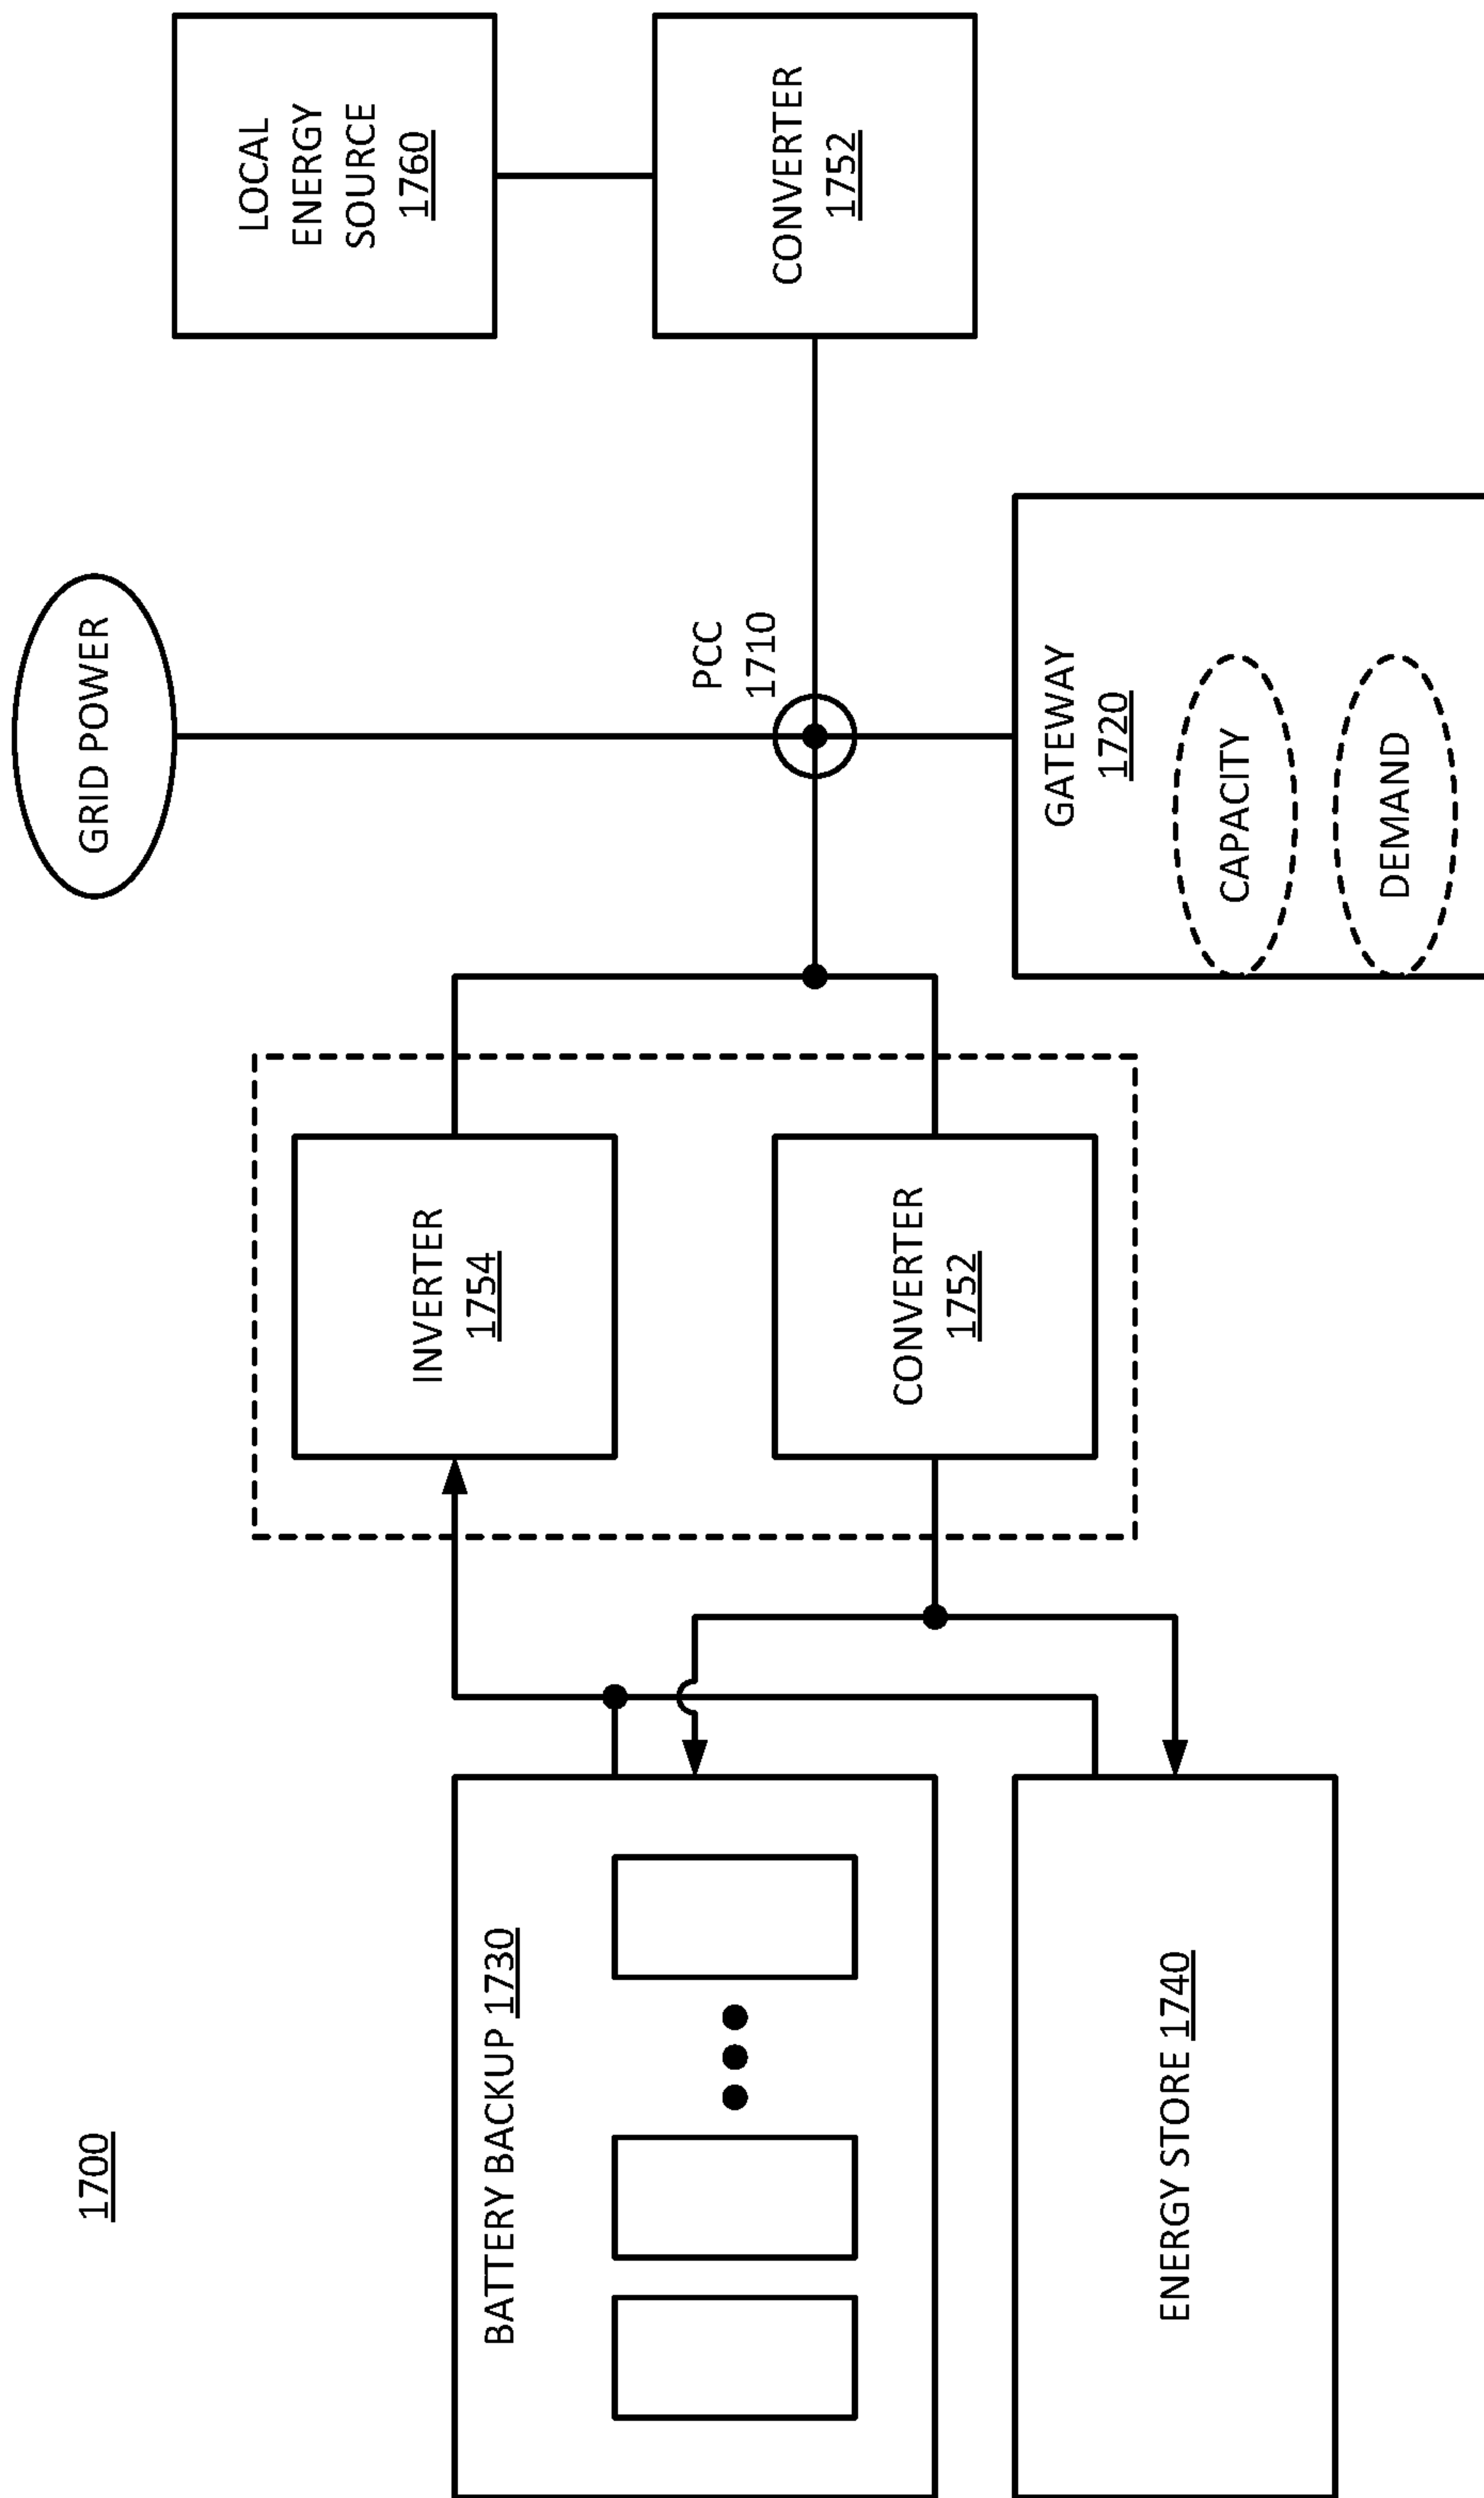 1700
GRID POWER
LOCAL
ENERGY
SOURCE
1760
BATTERY BACKUP 1730
INVERTER
1754
PCC
1710
CONVERTER
1752
CONVERTER
1752
GATEWAY
1720
CAPACITY
DEMAND
ENERGY STORE 1740